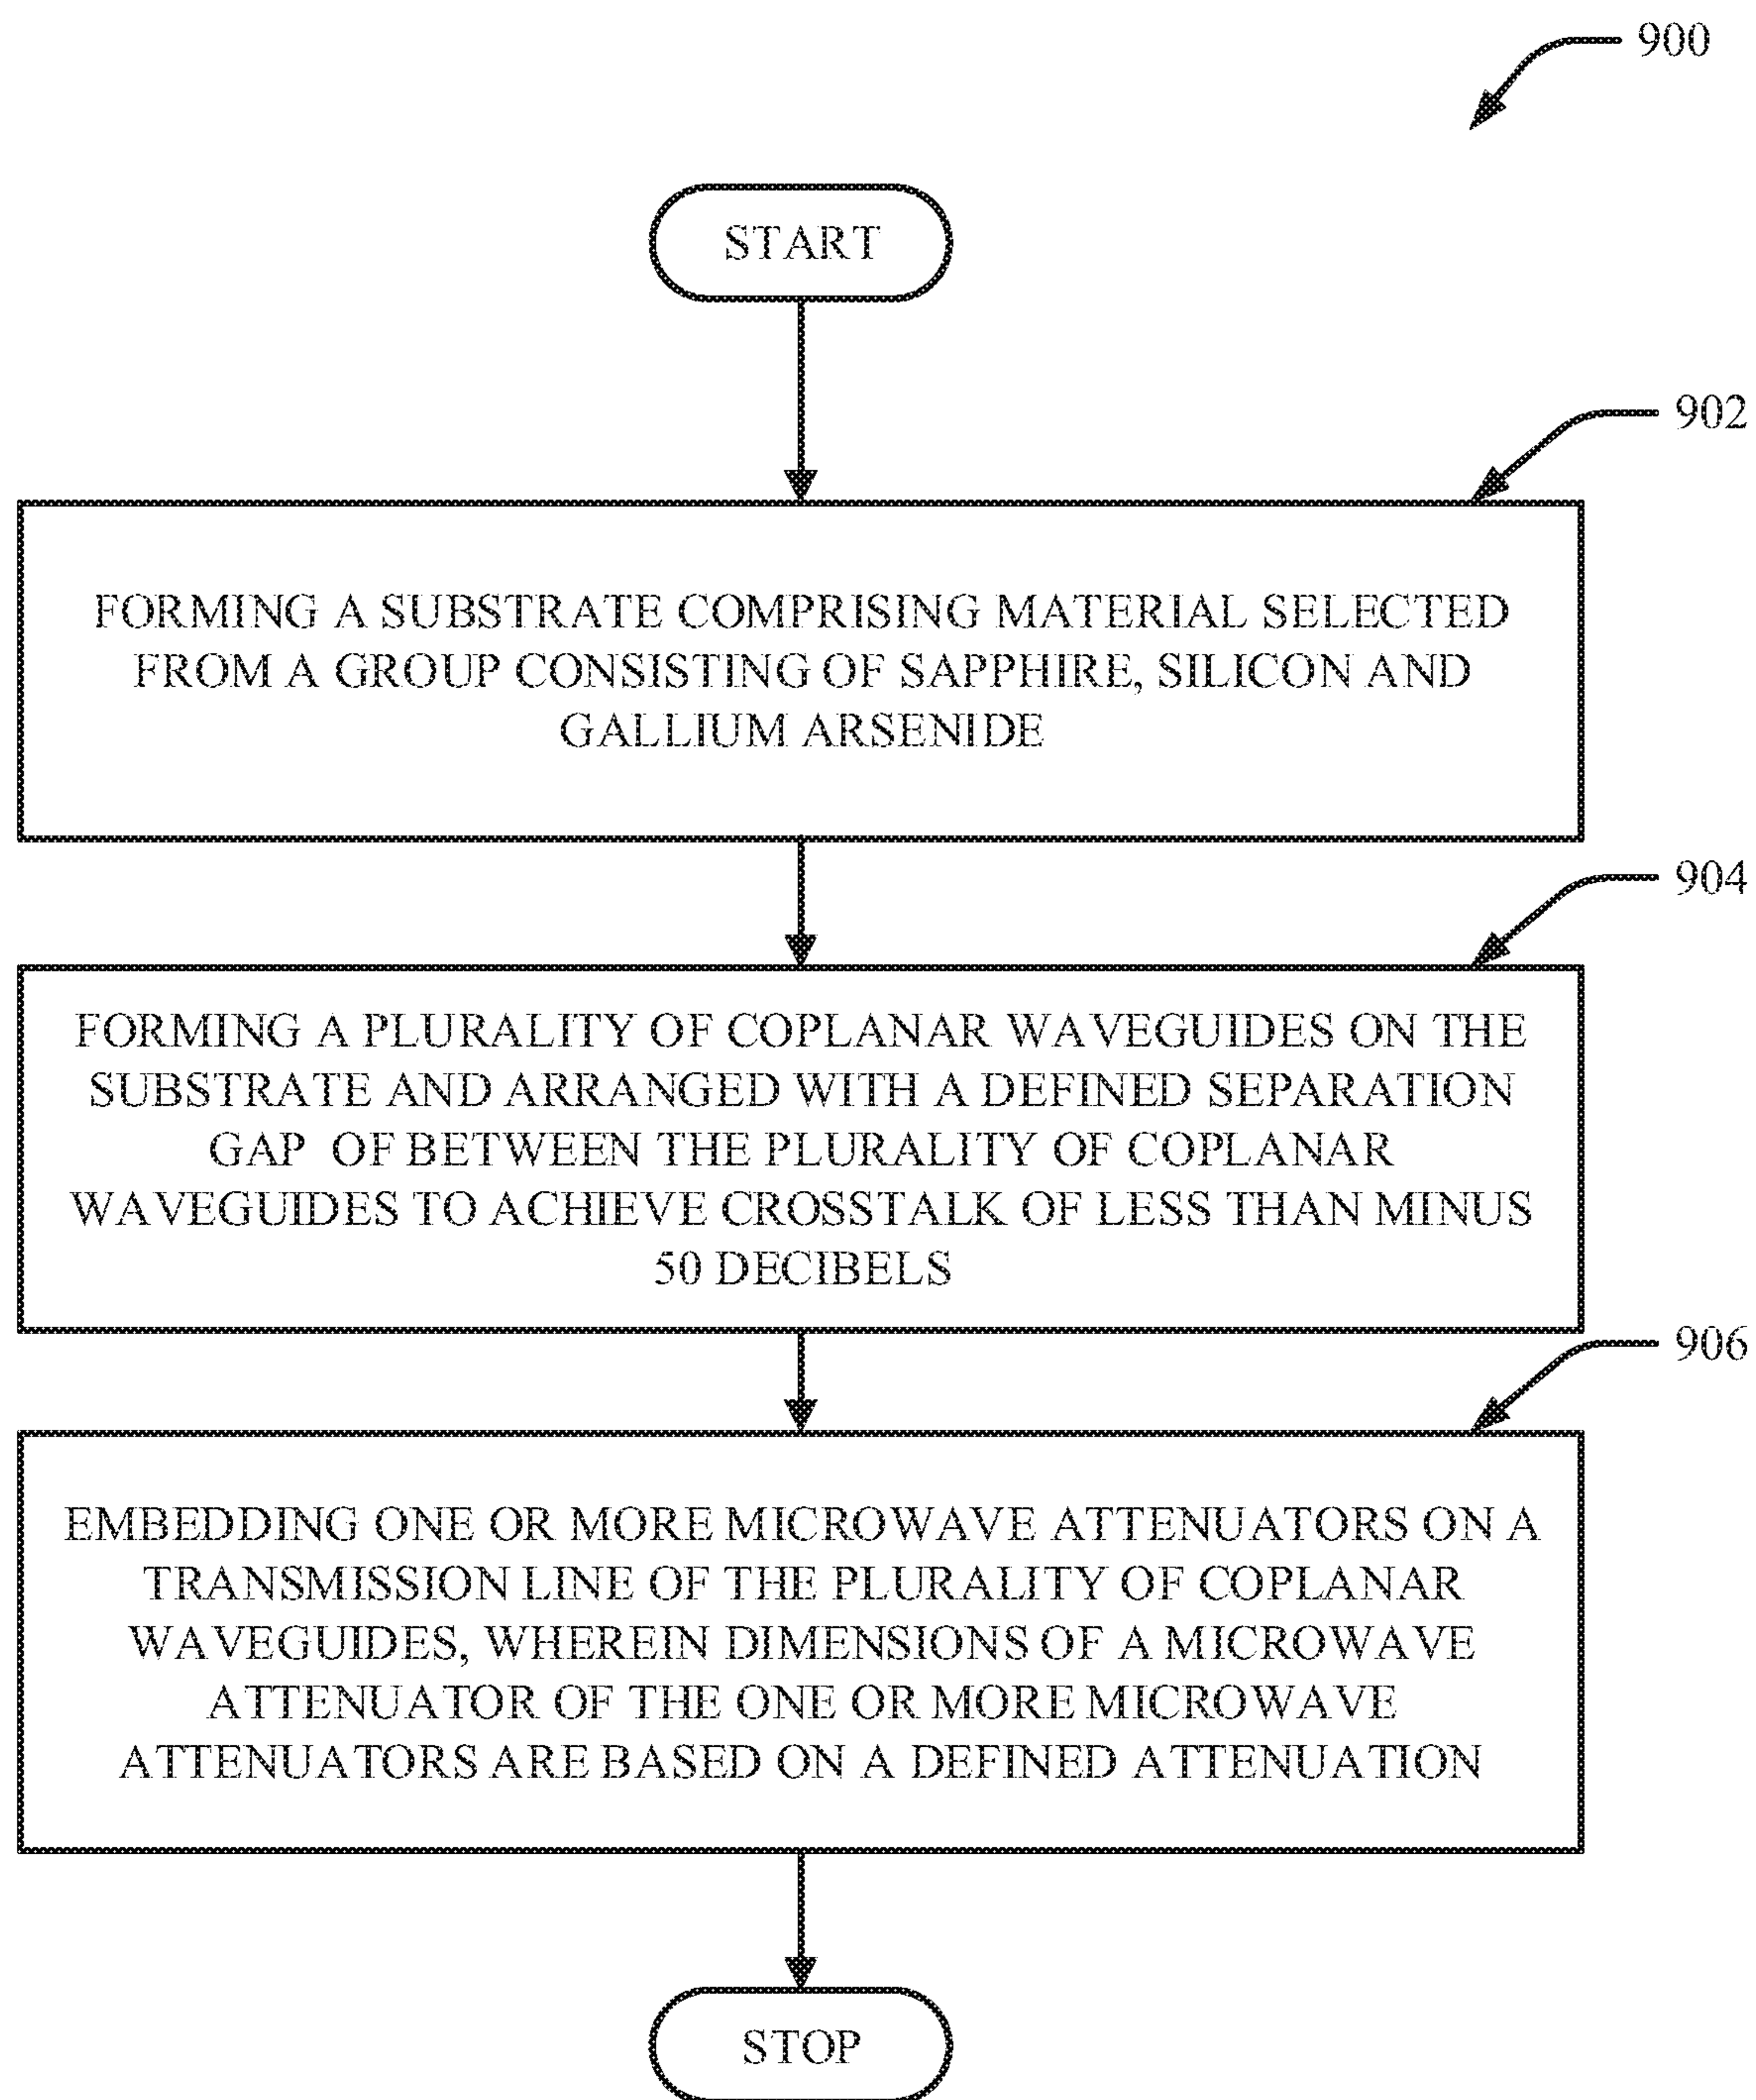 900
START
902
FORMING A SUBSTRATE COMPRISING MATERIAL SELECTED
FROM A GROUP CONSISTING OF SAPPHIRE, SILICON AND
GALLIUM ARSENIDE
904
FORMING A PLURALITY OF COPLANAR WAVEGUIDES ON THE
SUBSTRATE AND ARRANGED WITH A DEFINED SEPARATION
GAP OF BETWEEN THE PLURALITY OF COPLANAR
WAVEGUIDES TO ACHIEVE CROSSTALK OF LESS THAN MINUS
50 DECIBELS
906
EMBEDDING ONE OR MORE MICROWAVE ATTENUATORS ON A
TRANSMISSION LINE OF THE PLURALITY OF COPLANAR
WAVEGUIDES, WHEREIN DIMENSIONS OF A MICROWAVE
ATTENUATOR OF THE ONE OR MORE MICROWAVE
ATTENUATORS ARE BASED ON A DEFINED ATTENUATION
STOP